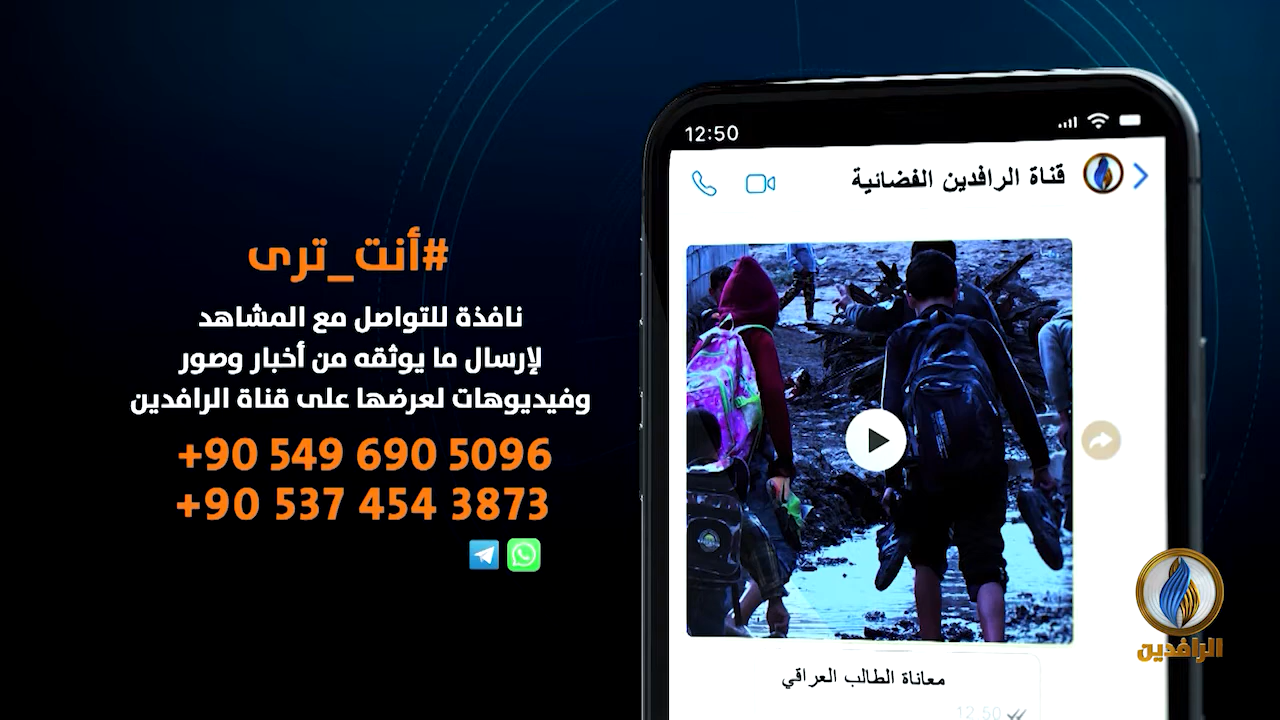 #أنت_ترى
نافذة للتواصل مع المشاهد
لإرسال ما يوثقه من أخبار وصور
وفيديوهات لعرضها على قناة الرافدين
+90 549 690 5096
+90 537 454 3873
12:50
قناة الرافدين الفضائية
معاناة الطالب العراقي
12:50
الرافدين